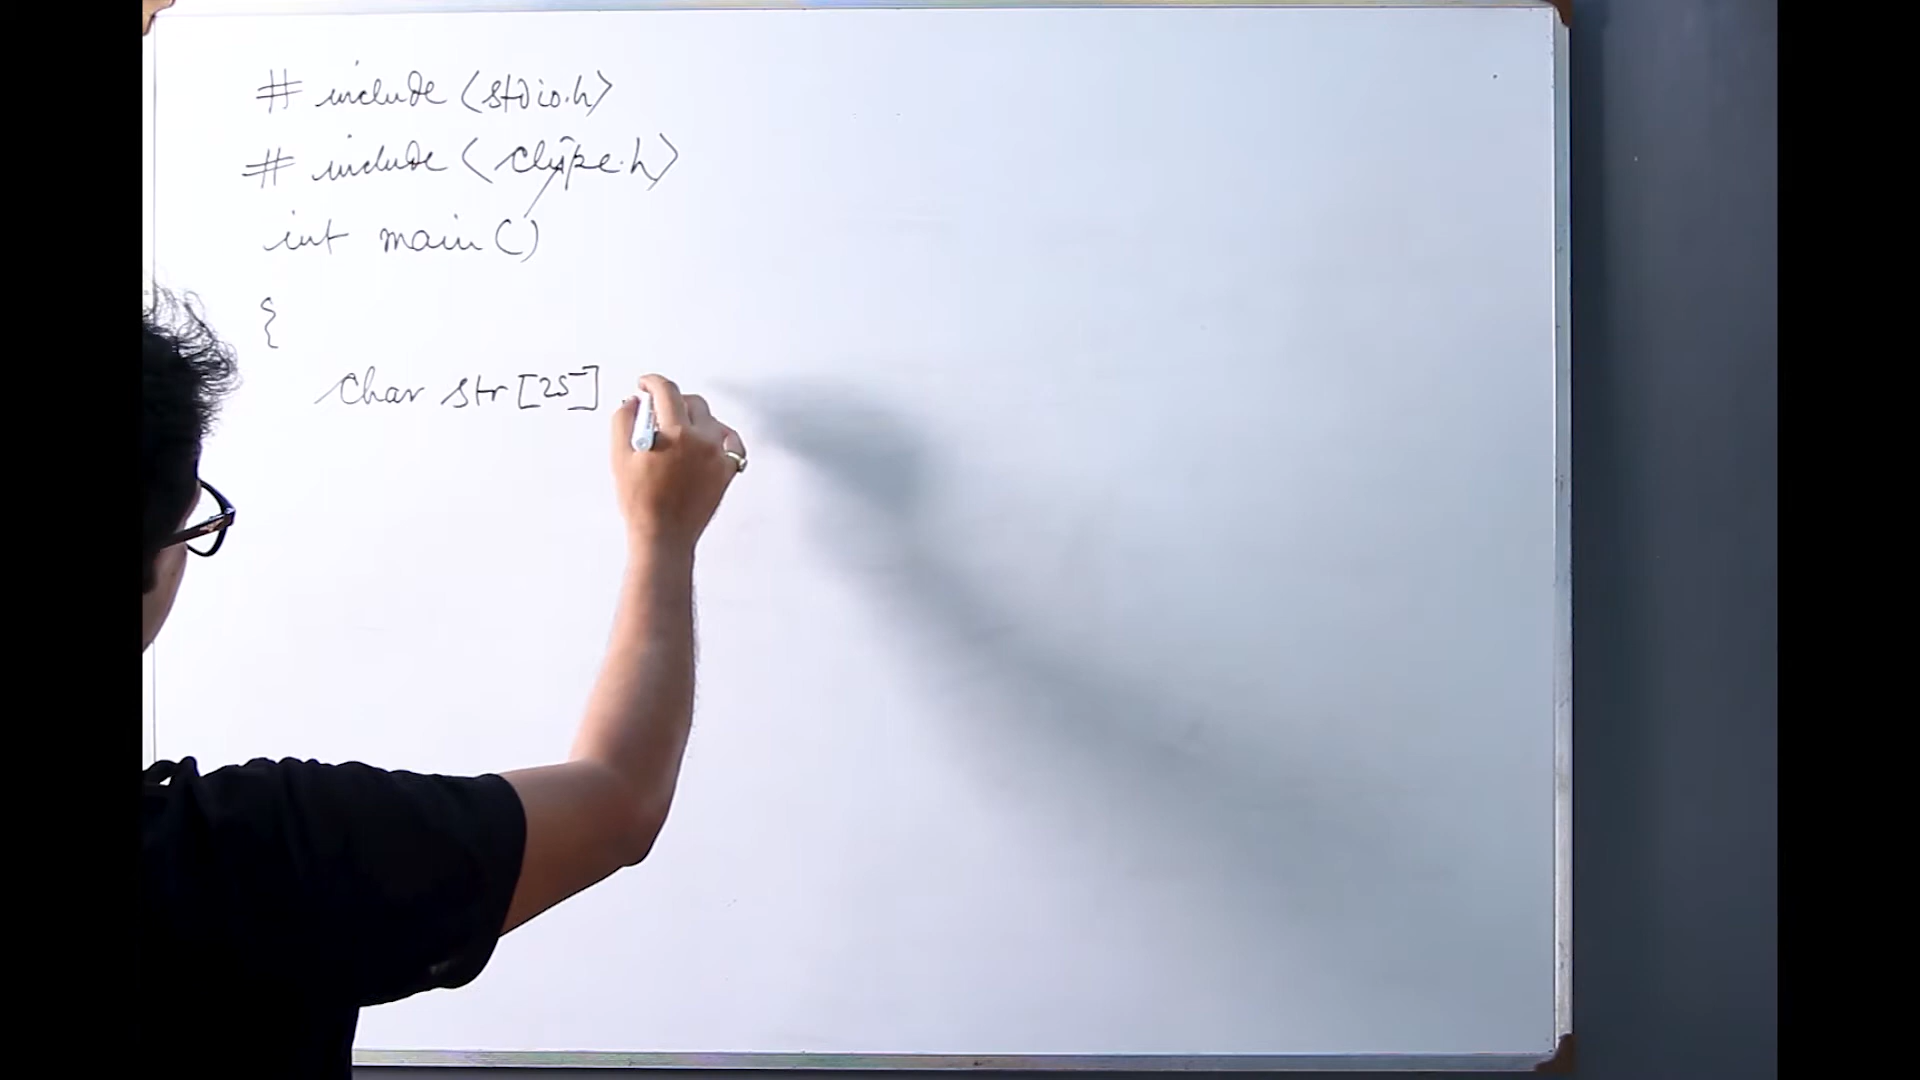 # include <stdio.h>
# include <ctype.h>
int main()
{
char str[25]